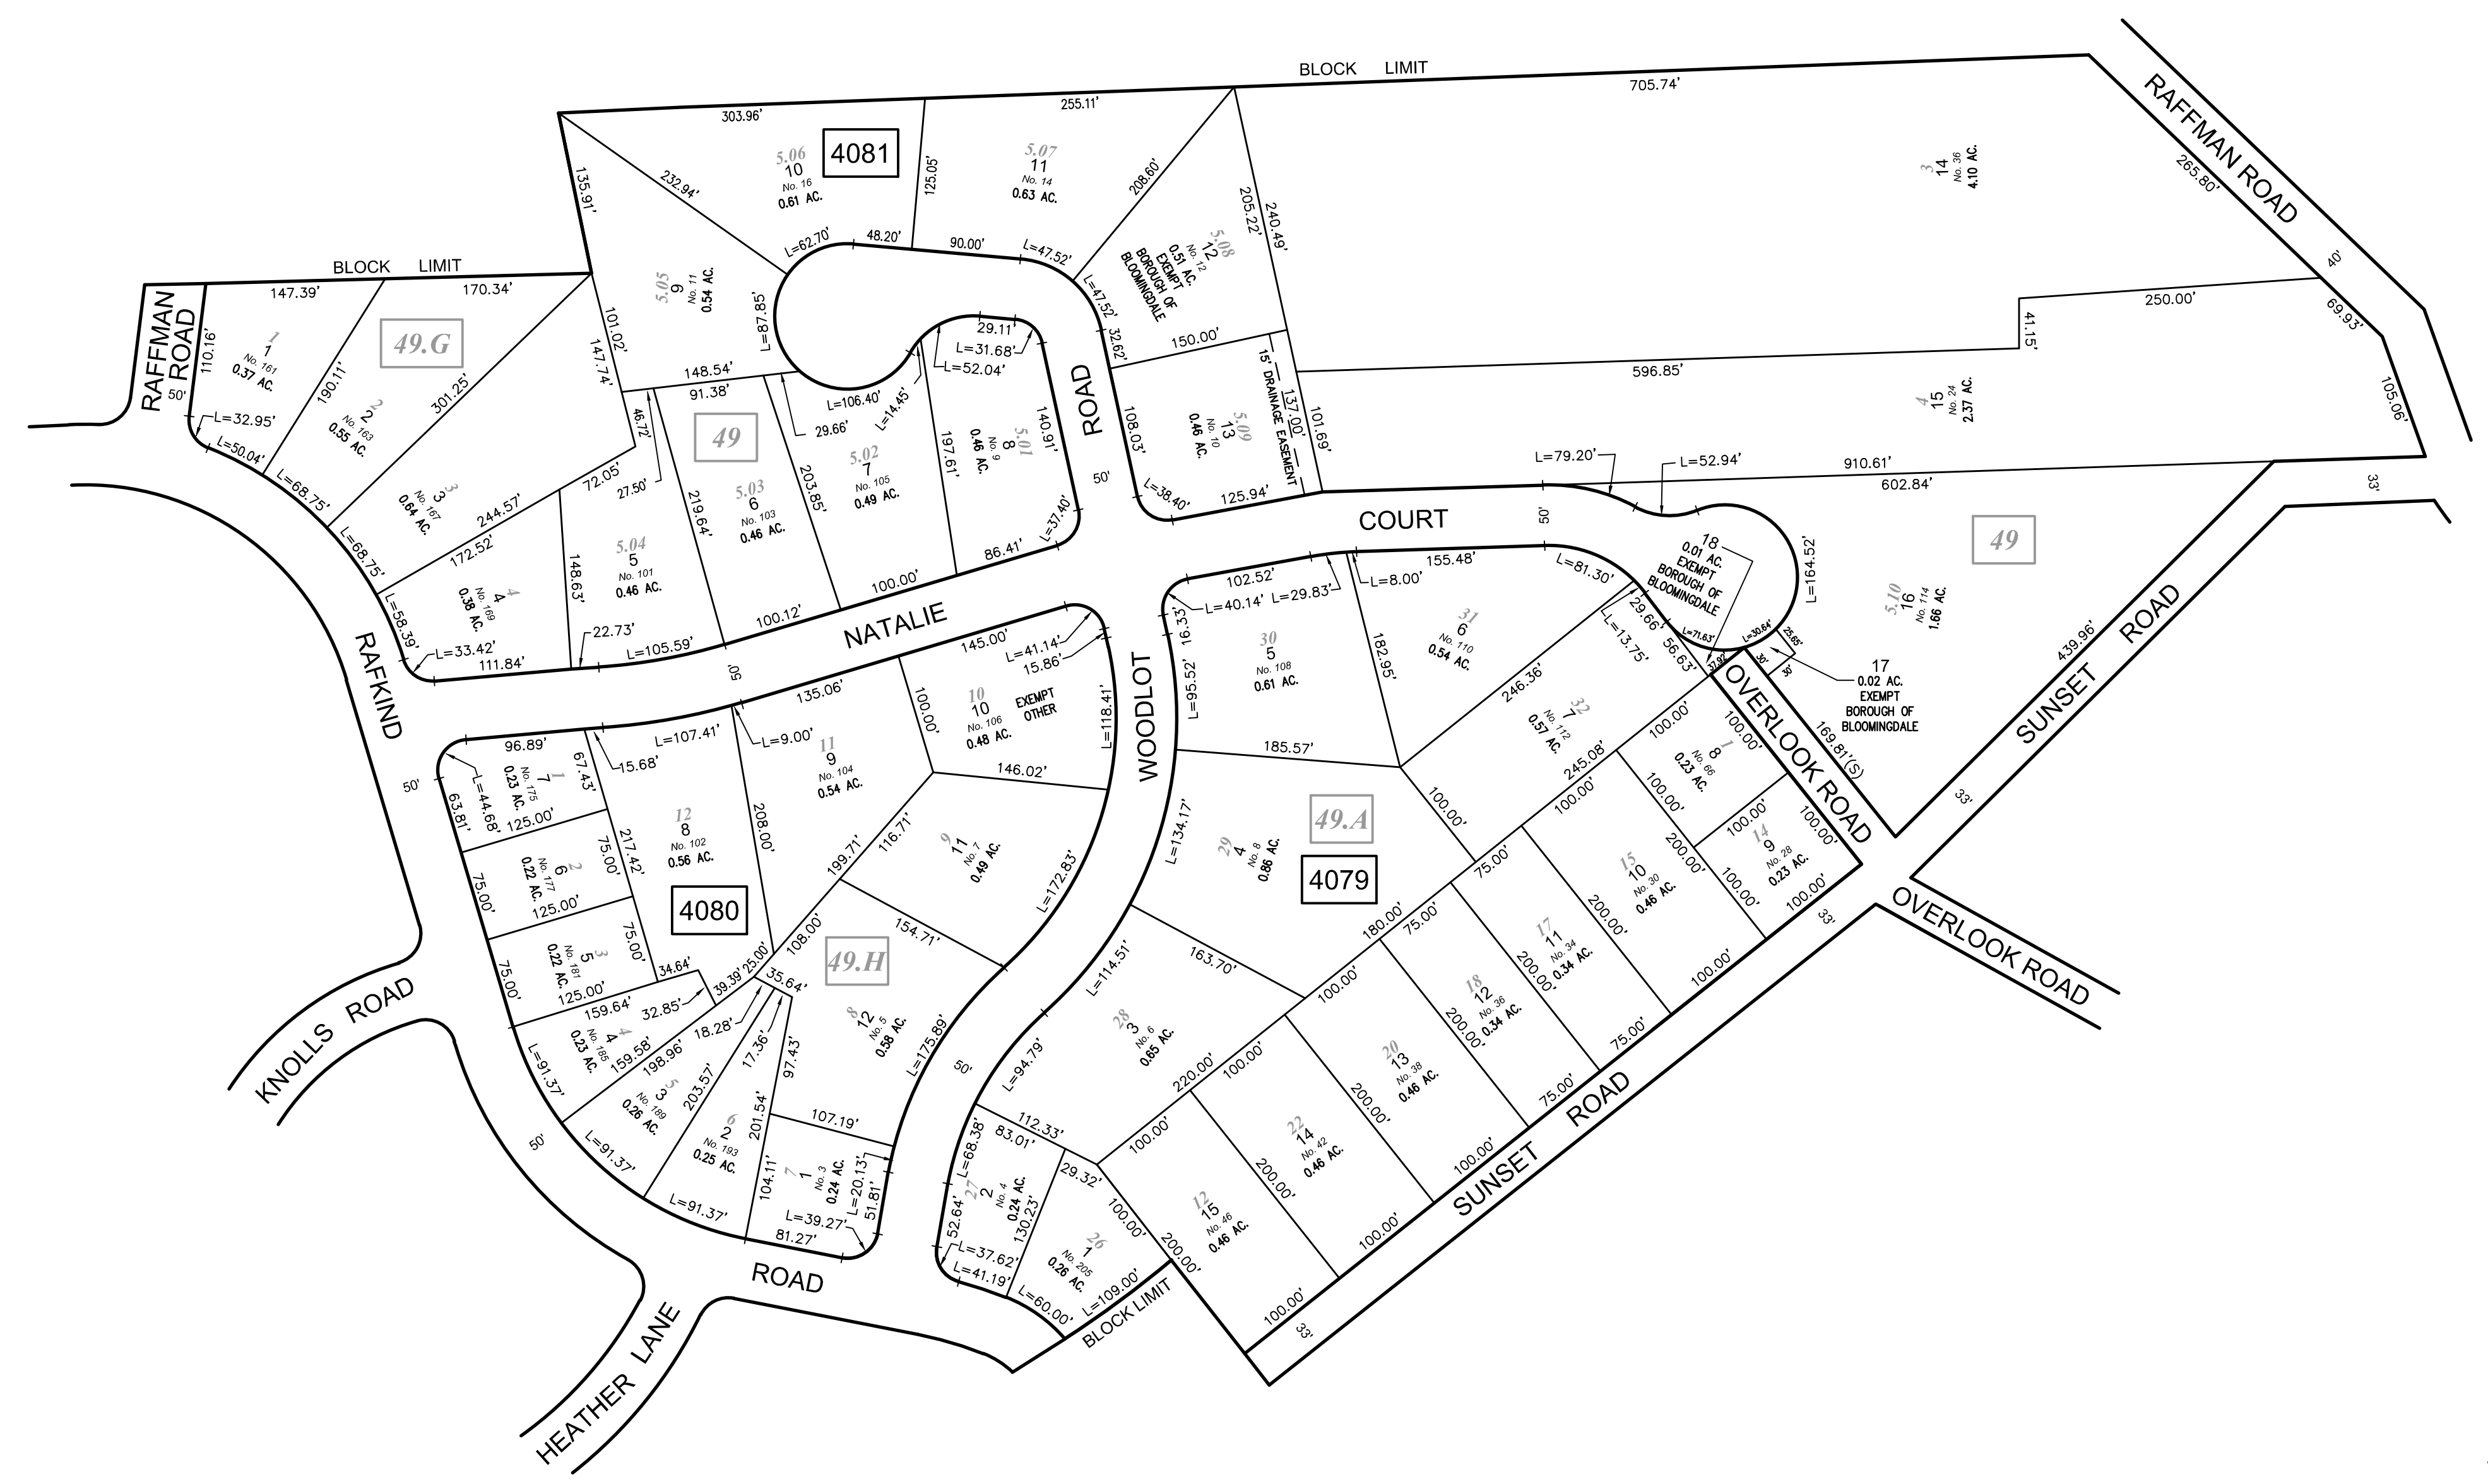 BLOCK LIMIT
705.74'
RAFFMAN ROAD
265.80'
40'
69.93'
105.06'
33'
303.96'
255.11'
4081
5.06
10
No. 16
0.61 AC.
125.05'
5.07
11
No. 14
0.63 AC.
208.60'
232.94'
135.91'
L=62.70'
48.20'
90.00'
L=47.52'
205.22'
240.49'
5.08
12
No. 12
0.51 AC.
EXEMPT
BOROUGH OF
BLOOMINGDALE
L=47.52'
32.62'
150.00'
3
14
No. 36
4.10 AC.
250.00'
41.15'
596.85'
4
15
No. 24
2.37 AC.
910.61'
602.84'
BLOCK LIMIT
147.39'
170.34'
RAFFMAN
ROAD
50'
110.16'
1
1
No. 161
0.37 AC.
49.G
190.11'
2
2
No. 163
0.55 AC.
301.25'
L=32.95'
L=50.04'
L=68.75'
3
3
No. 167
0.64 AC.
244.57'
172.52'
72.05'
L=68.75'
101.02'
147.74'
46.72'
5.05
9
No. 11
0.54 AC.
L=87.85'
148.54'
91.38'
49
27.50'
29.66'
L=106.40'
L=14.45'
29.11'
L=31.68'
L=52.04'
5.01
8
No. 9
0.46 AC.
140.91'
197.61'
L=37.40'
86.41'
5.02
7
No. 105
0.49 AC.
203.85'
100.00'
5.03
6
No. 103
0.46 AC.
219.64'
100.12'
5.04
5
No. 101
0.46 AC.
148.63'
22.73'
L=105.59'
4
4
No. 169
0.38 AC.
L=58.39'
L=33.42'
111.84'
ROAD
50'
108.03'
5.09
13
No. 10
0.46 AC.
15' DRAINAGE EASEMENT
137.00'
101.69'
L=38.40'
125.94'
COURT
50'
L=79.20'
L=52.94'
L=164.52'
18
0.01 AC.
EXEMPT
BOROUGH OF
BLOOMINGDALE
L=71.63'
L=30.64'
25.65'
37.92'
30'
30'
17
0.02 AC.
EXEMPT
BOROUGH OF
BLOOMINGDALE
49
5.10
16
No. 114
1.66 AC.
439.96'
SUNSET ROAD
33'
169.81'(S)
OVERLOOK ROAD
OVERLOOK ROAD
NATALIE
50'
RAFKIND
50'
WOODLOT
102.52'
L=40.14'
L=29.83'
L=8.00'
155.48'
L=81.30'
29.66'
L=13.75'
56.63'
16.33'
L=95.52'
30
5
No. 108
0.61 AC.
182.95'
31
6
No. 110
0.54 AC.
246.36'
32
7
No. 112
0.57 AC.
245.08'
185.57'
L=134.17'
29
4
No. 8
0.86 AC.
49.A
4079
100.00'
100.00'
100.00'
1
8
No. 66
0.23 AC.
100.00'
100.00'
100.00'
14
9
No. 28
0.23 AC.
100.00'
100.00'
100.00'
200.00'
33'
75.00'
15
10
No. 30
0.46 AC.
200.00'
100.00'
180.00'
75.00'
17
11
No. 34
0.34 AC.
200.00'
75.00'
100.00'
18
12
No. 36
0.34 AC.
200.00'
75.00'
220.00'
100.00'
20
13
No. 38
0.46 AC.
200.00'
100.00'
100.00'
22
14
No. 42
0.46 AC.
200.00'
100.00'
12
15
No. 46
0.46 AC.
200.00'
100.00'
SUNSET ROAD
33'
163.70'
L=114.51'
28
3
No. 6
0.65 AC.
L=94.79'
112.33'
83.01'
29.32'
L=68.38'
27
2
No. 4
0.24 AC.
130.23'
52.64'
L=37.62'
L=41.19'
100.00'
26
1
No. 205
0.26 AC.
L=60.00'
L=109.00'
BLOCK LIMIT
96.89'
15.68'
L=107.41'
L=9.00'
135.06'
145.00'
L=41.14'
15.86'
L=118.41'
10
10
No. 106
0.48 AC.
EXEMPT
OTHER
100.00'
146.02'
11
9
No. 104
0.54 AC.
208.00'
199.71'
116.71'
9
11
No. 7
0.49 AC.
L=172.83'
154.71'
108.00'
12
8
No. 102
0.56 AC.
67.43'
217.42'
4080
L=44.68'
63.81'
1
7
No. 175
0.23 AC.
125.00'
75.00'
2
6
No. 177
0.22 AC.
75.00'
125.00'
75.00'
3
5
No. 181
0.22 AC.
75.00'
125.00'
34.64'
32.85'
39.39'
25.00'
35.64'
49.H
159.64'
4
4
No. 185
0.23 AC.
159.58'
198.96'
18.28'
L=91.37'
5
3
No. 189
0.26 AC.
203.57'
17.36'
L=91.37'
6
2
No. 193
0.25 AC.
201.54'
97.43'
104.11'
L=91.37'
8
12
No. 5
0.58 AC.
L=175.89'
50'
107.19'
7
1
No. 3
0.24 AC.
L=20.13'
51.81'
L=39.27'
81.27'
KNOLLS ROAD
50'
ROAD
HEATHER LANE